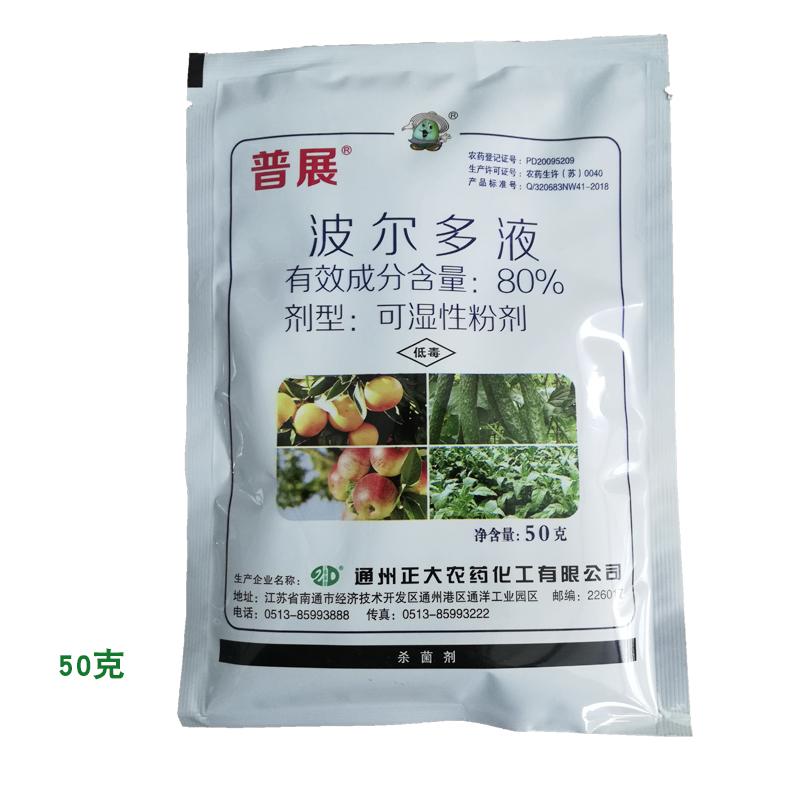 普展®
®
农药登记证号：PD20095209
生产许可证号：农药生许（苏）0040
产品标准号：Q/320683NW41-2018
波尔多液
有效成分含量：80%
剂型：可湿性粉剂
低毒
净含量：50克
生产企业名称：® 通州正大农药化工有限公司
地址：江苏省南通市经济技术开发区通州港区通洋工业园区 邮编：226017
电话：0513-85993888 传真：0513-85993222
杀菌剂
50克